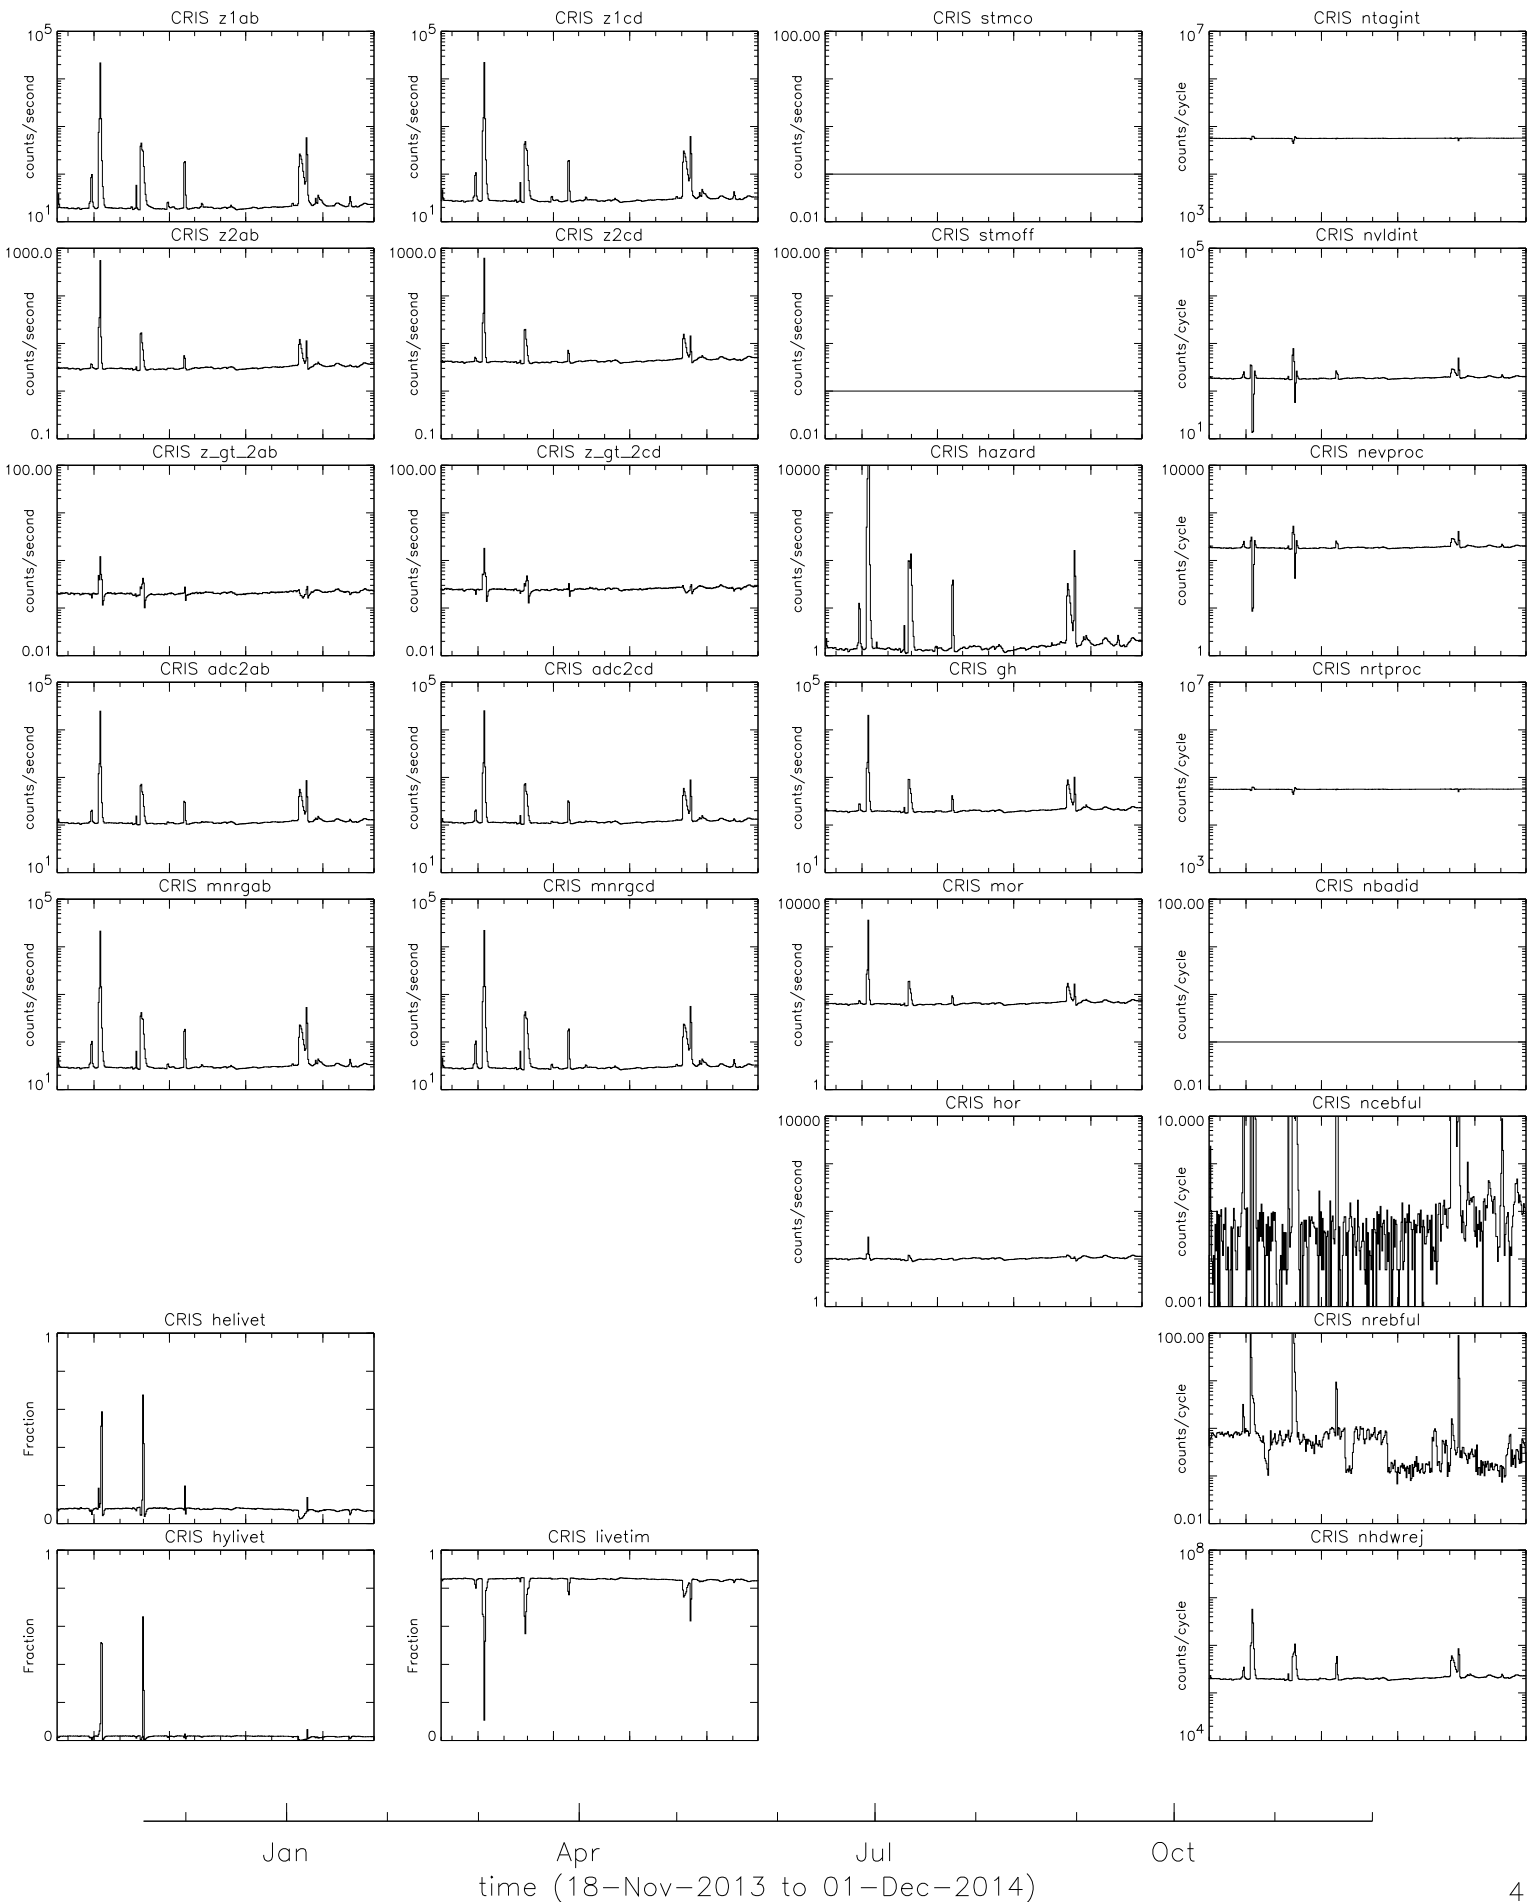 CRIS z1ab
10^5
counts/second
10^1
CRIS z1cd
10^5
counts/second
10^1
CRIS stmco
100.00
counts/second
0.01
CRIS ntagint
10^7
counts/cycle
10^3
CRIS z2ab
1000.0
counts/second
0.1
CRIS z2cd
1000.0
counts/second
0.1
CRIS stmoff
100.00
counts/second
0.01
CRIS nvldint
10^5
counts/cycle
10^1
CRIS z_gt_2ab
100.00
counts/second
0.01
CRIS z_gt_2cd
100.00
counts/second
0.01
CRIS hazard
10000
counts/second
1
CRIS nevproc
10000
counts/cycle
1
CRIS adc2ab
10^5
counts/second
10^1
CRIS adc2cd
10^5
counts/second
10^1
CRIS gh
10^5
counts/second
10^1
CRIS nrtproc
10^7
counts/cycle
10^3
CRIS mnrgab
10^5
counts/second
10^1
CRIS mnrgcd
10^5
counts/second
10^1
CRIS mor
10000
counts/second
1
CRIS nbadid
100.00
counts/cycle
0.01
CRIS hor
10000
counts/second
1
CRIS ncebful
10.000
counts/cycle
0.001
CRIS helivet
1
Fraction
0
CRIS nrebful
100.00
counts/cycle
0.01
CRIS hylivet
1
Fraction
0
CRIS livetim
1
Fraction
0
CRIS nhdwrej
10^8
counts/cycle
10^4
Jan Apr Jul Oct
time (18-Nov-2013 to 01-Dec-2014)
4